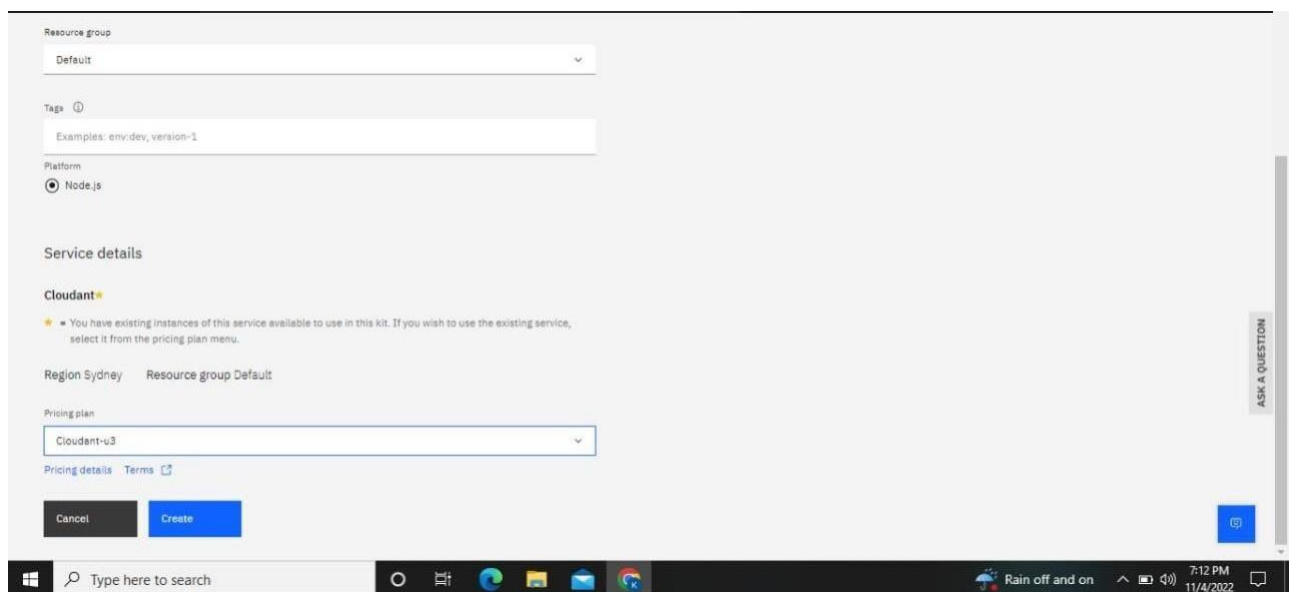 Resource group
Default
Tags
Examples: env:dev, version-1
Platform
Node.js
Service details
Cloudant
= You have existing instances of this service available to use in this kit. If you wish to use the existing service,
select it from the pricing plan menu.
Region Sydney Resource group Default
Pricing plan
Cloudant-u3
Pricing details Terms
Cancel Create
ASK A QUESTION
Type here to search
Rain off and on
7:12 PM
11/4/2022